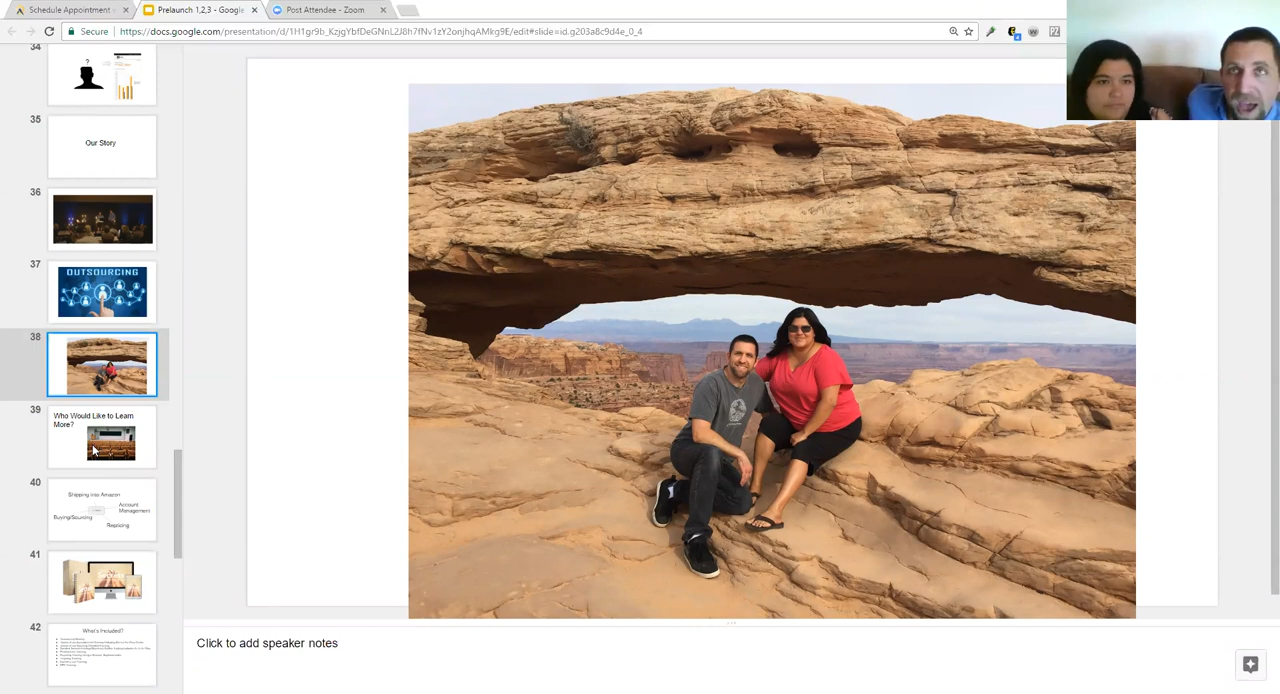 Schedule Appointment
Prelaunch 1,2,3 - Google
Post Attendee - Zoom
Secure
https://docs.google.com/presentation/d/1H1gr9b_KzjgYbfDeGNnL2J8h7fNv1zY2onjhqAMkg9E/edit#slide=id.g203a8c9d4e_0_4
34
?
35
Our Story
36
37
OUTSOURCING
38
39
Who Would Like to Learn
More?
40
Shipping into Amazon
Account
Management
Buying/Sourcing
Repricing
41
42
What's Included?
Click to add speaker notes